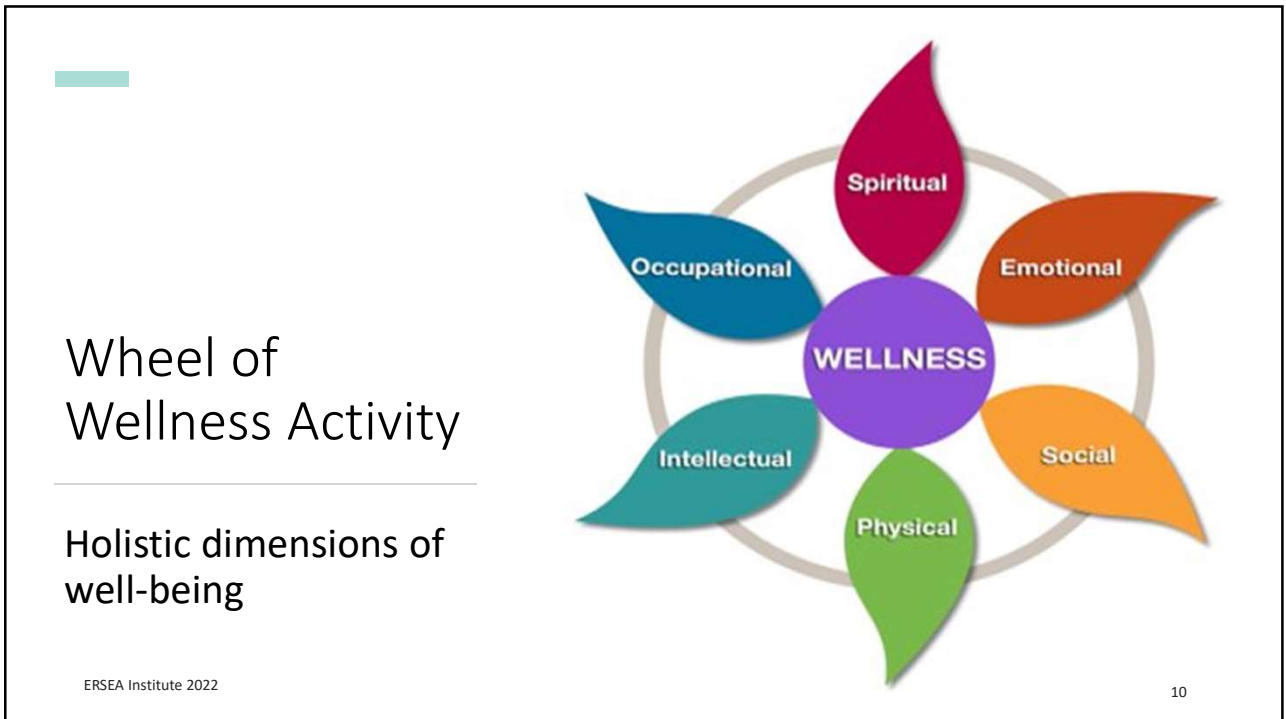 Wheel of
Wellness Activity
Holistic dimensions of
well-being
Spiritual
Emotional
Social
Physical
Intellectual
Occupational
WELLNESS
ERSEA Institute 2022
10